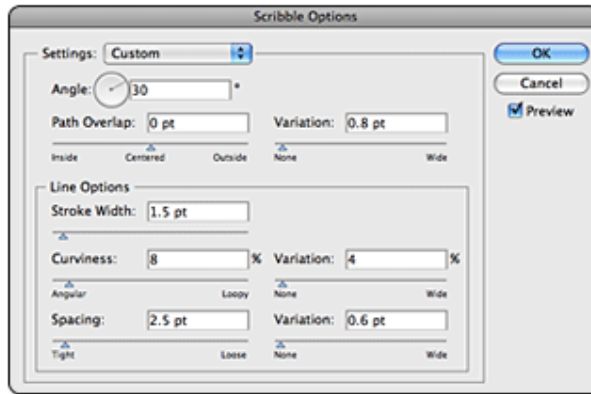 Scribble Options
Settings: Custom
OK
Angle: 30 °
Cancel
Path Overlap: 0 pt Variation: 0.8 pt
Preview
Inside Centered Outside None Wide
Line Options
Stroke Width: 1.5 pt
Curviness: 8 % Variation: 4 %
Angular Loopy None Wide
Spacing: 2.5 pt Variation: 0.6 pt
Tight Loose None Wide